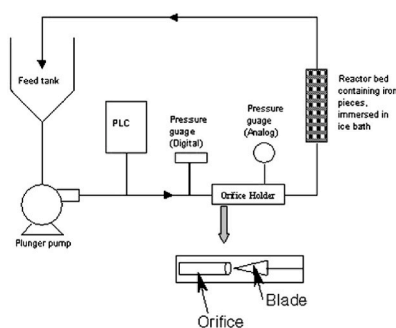 Feed tank
PLC
Pressure
guage
(Digital)
Pressure
guage
(Analog)
Reactor bed
containing iron
pieces,
immersed in
ice bath
Orifice Holder
Plunger pump
Blade
Orifice